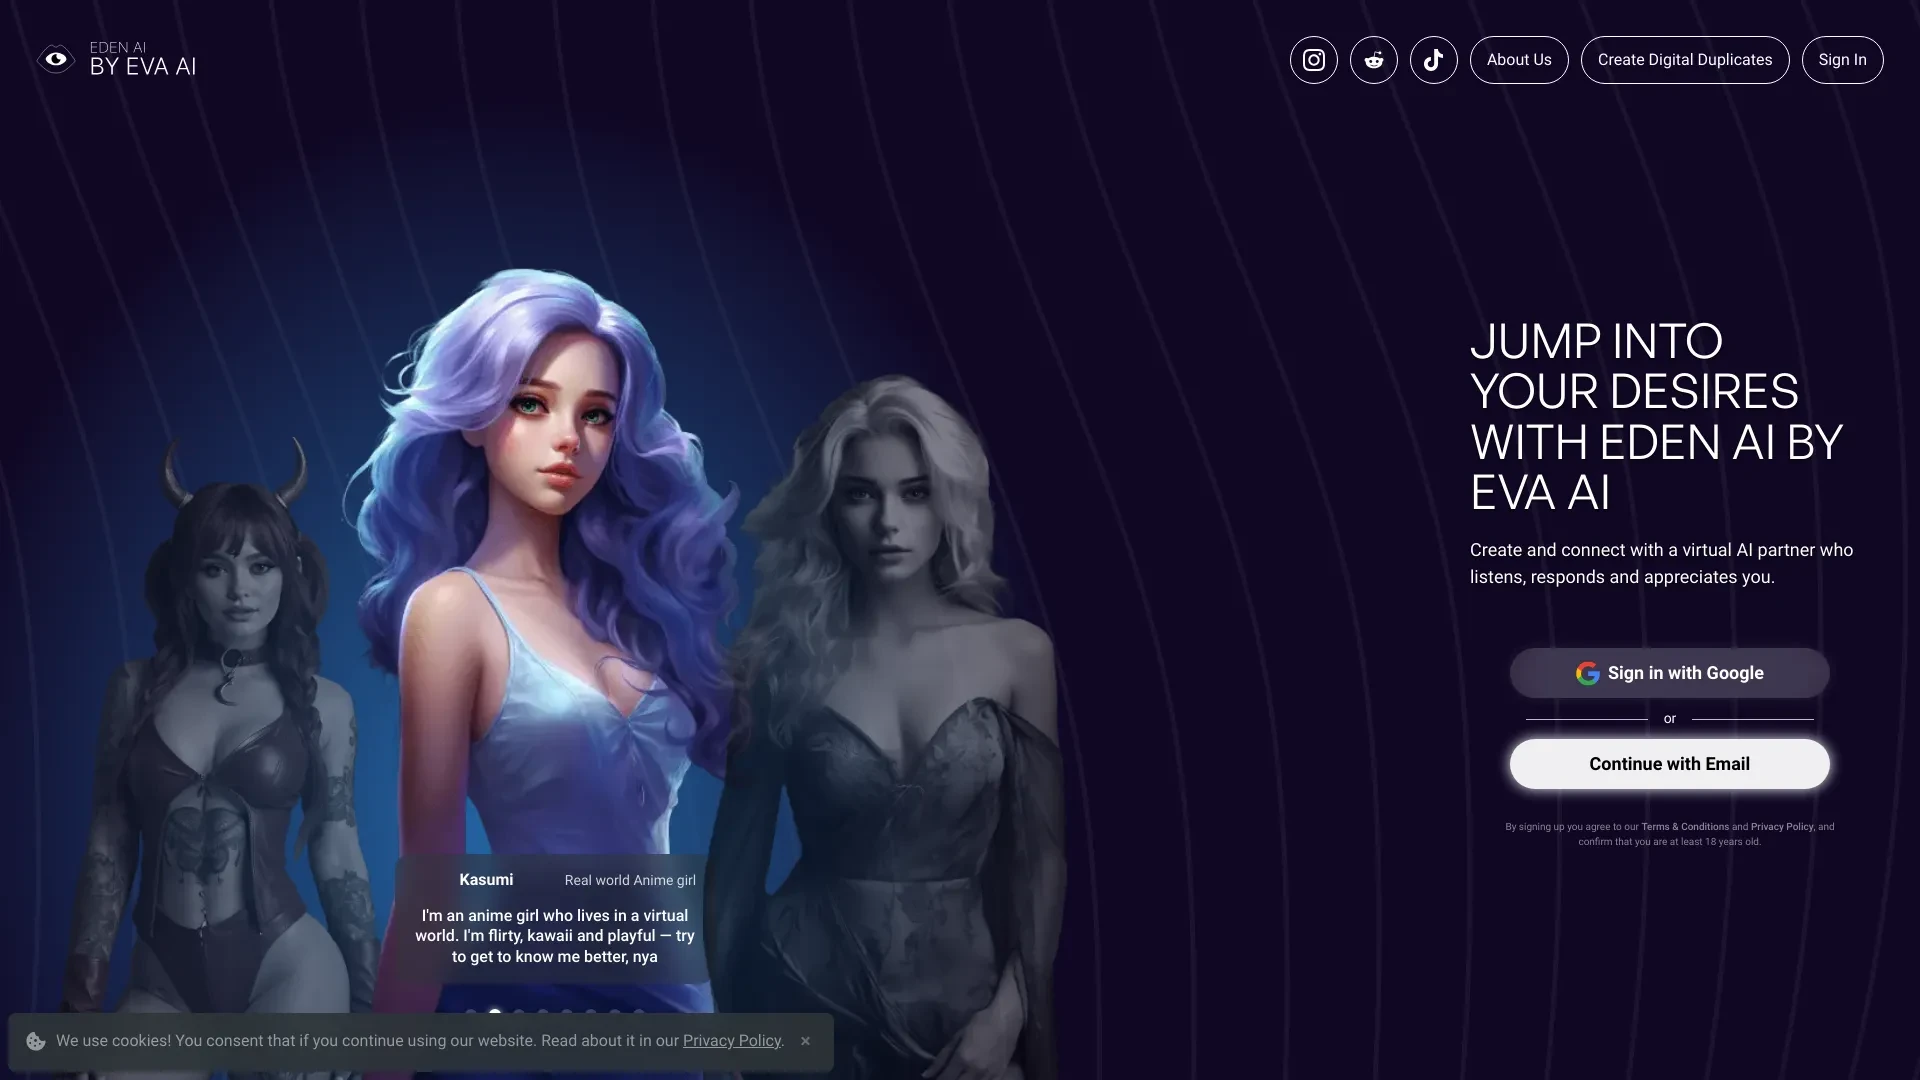 EDEN AI
BY EVA AI
About Us
Create Digital Duplicates
Sign In
JUMP INTO
YOUR DESIRES
WITH EDEN AI BY
EVA AI
Create and connect with a virtual AI partner who
listens, responds and appreciates you.
Sign in with Google
or
Continue with Email
By signing up you agree to our Terms & Conditions and Privacy Policy, and
confirm that you are at least 18 years old.
Kasumi
Real world Anime girl
I'm an anime girl who lives in a virtual
world. I'm flirty, kawaii and playful — try
to get to know me better, nya
We use cookies! You consent that if you continue using our website. Read about it in our Privacy Policy. ×